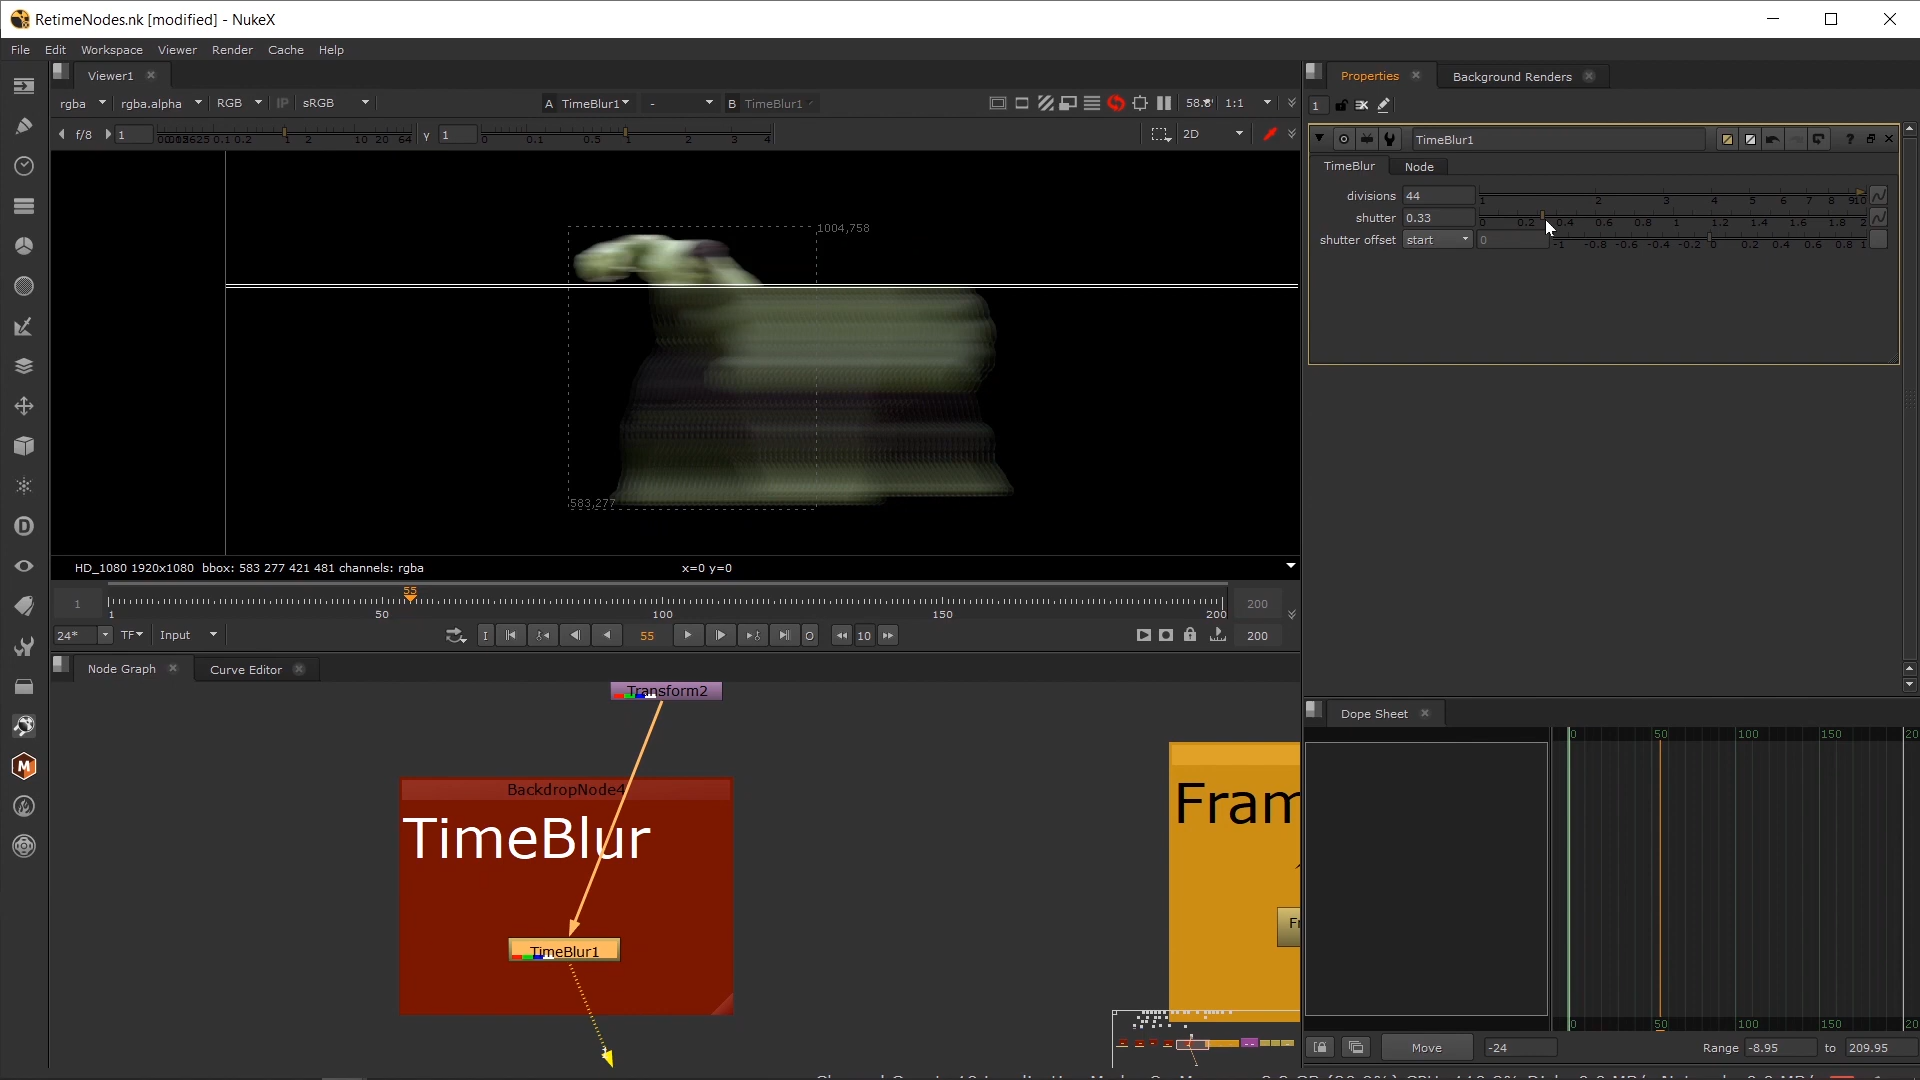 RetimeNodes.nk [modified] - NukeX
File Edit Workspace Viewer Render Cache Help
Viewer1
rgba rgba.alpha RGB IP sRGB A TimeBlur1 - B TimeBlur1 1:1
f/8 1 0.1 0.2 1 2 10 20 64 γ 1 0 0.1 0.5 1 2 3 4 2D
1004,758
583,277
HD_1080 1920x1080 bbox: 583 277 421 481 channels: rgba x=0 y=0
55
1 1 50 100 150 200 200
24* TF Input I 55 O 10 200
Node Graph Curve Editor
Transform2
BackdropNode4
TimeBlur
TimeBlur1
Fram
Properties Background Renders
1
TimeBlur1 ?
TimeBlur Node
divisions 44 1 2 3 4 5 6 7 8 9 10
shutter 0.33 0 0.2 0.4 0.6 0.8 1 1.2 1.4 1.6 1.8 2
shutter offset start 0 -1 -0.8 -0.6 -0.4 -0.2 0 0.2 0.4 0.6 0.8 1
Dope Sheet
0 50 100 150 20
0 50 100 150 20
Move -24 Range -8.95 to 209.95